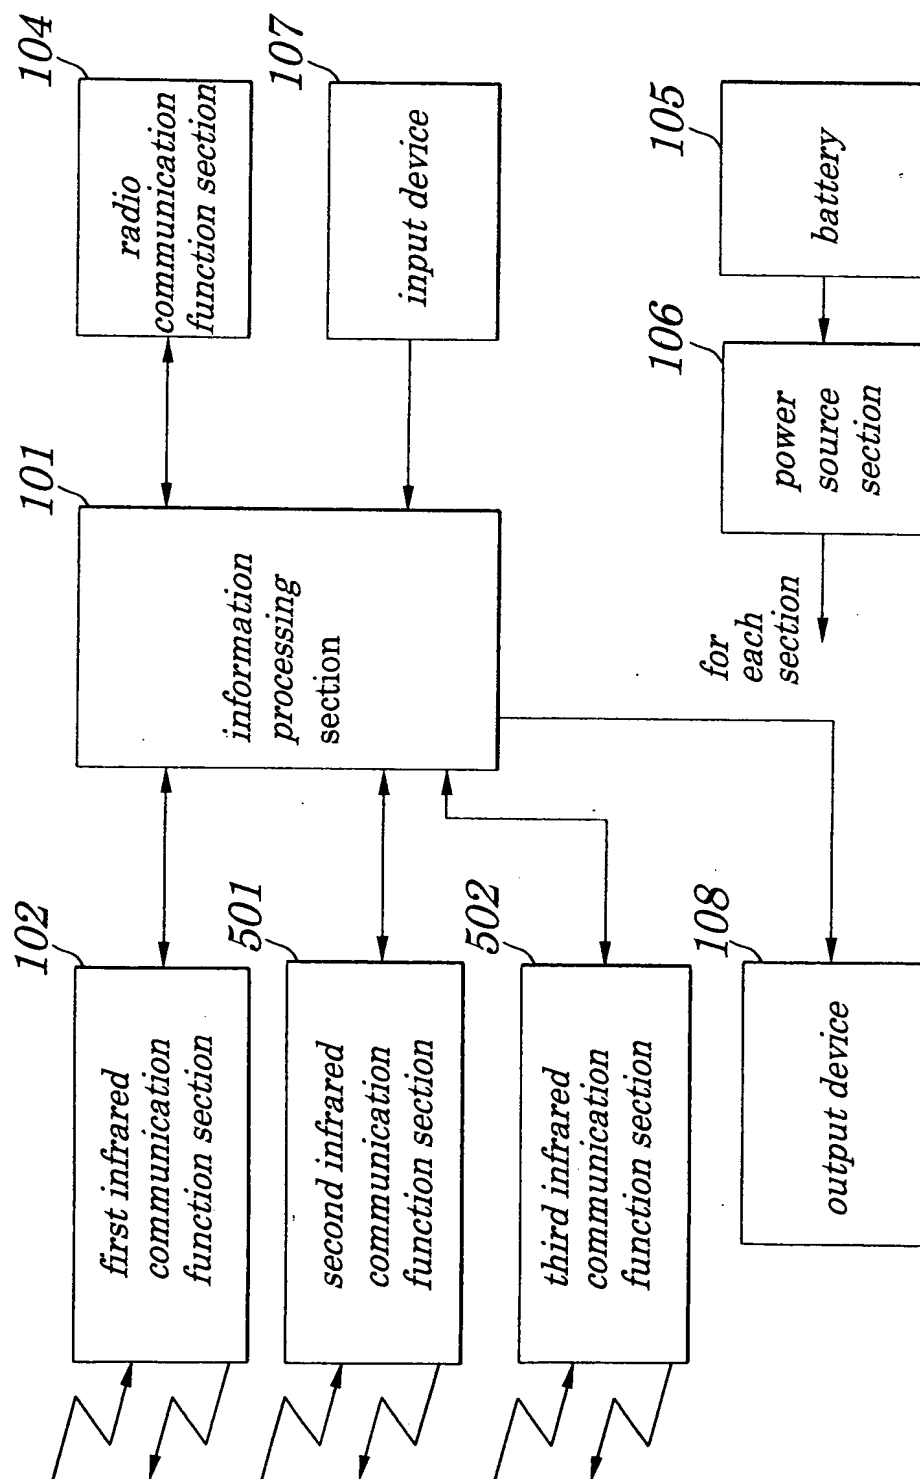 102
first infrared
communication
function section
501
second infrared
communication
function section
502
third infrared
communication
function section
108
output device
101
information
processing
section
104
radio
communication
function section
107
input device
for
each
section
106
power
source
section
105
battery